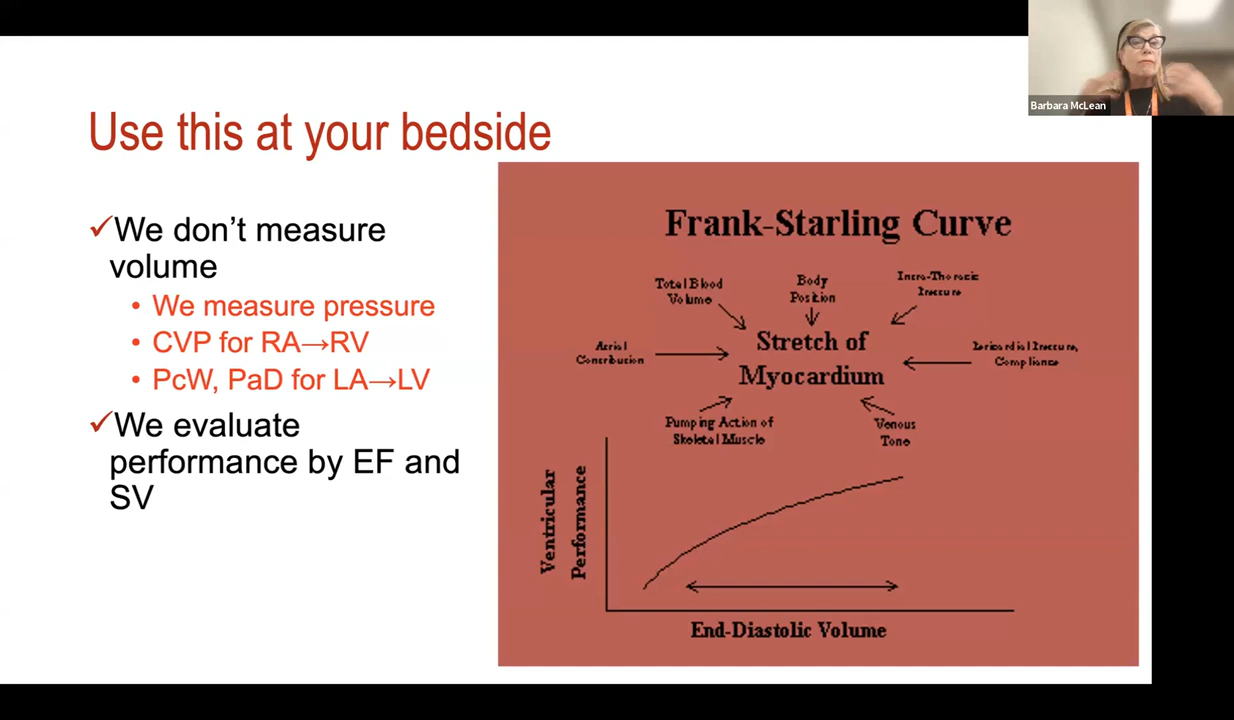 Barbara McLean
Use this at your bedside
✓We don't measure
volume
• We measure pressure
• CVP for RA→RV
• PcW, PaD for LA→LV
✓We evaluate
performance by EF and
SV
Frank-Starling Curve
Total Blood
Volume
Body
Position
Intra-Thoracic
Pressure
Atrial
Contribution
Stretch of
Myocardium
Pericardial Pressure,
Compliance
Pumping Action of
Skeletal Muscle
Venous
Tone
Ventricular
Performance
End-Diastolic Volume